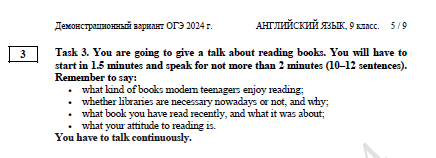 Демонстрационный вариант ОГЭ 2024 г. АНГЛИЙСКИЙ ЯЗЫК, 9 класс. 5 / 9
3 Task 3. You are going to give a talk about reading books. You will have to
start in 1.5 minutes and speak for not more than 2 minutes (10–12 sentences).
Remember to say:
• what kind of books modern teenagers enjoy reading;
• whether libraries are necessary nowadays or not, and why;
• what book you have read recently, and what it was about;
• what your attitude to reading is.
You have to talk continuously.